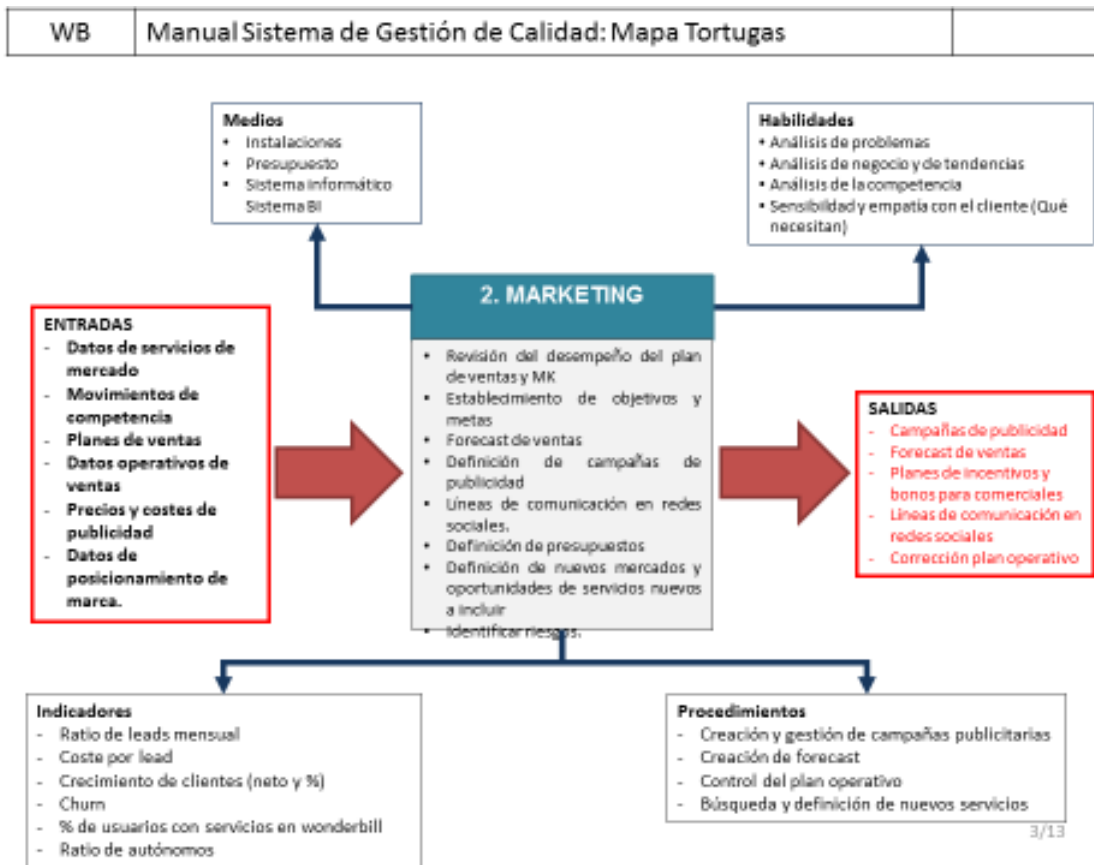 WB
Manual Sistema de Gestión de Calidad: Mapa Tortugas
Medios
• Instalaciones
• Presupuesto
• Sistema informático
Sistema BI
Habilidades
• Análisis de problemas
• Análisis de negocio y de tendencias
• Análisis de la competencia
• Sensibildad y empatía con el cliente (Qué
necesitan)
2. MARKETING
• Revisión del desempeño del plan
de ventas y MK
• Establecimiento de objetivos y
metas
• Forecast de ventas
• Definición de campañas de
publicidad
• Líneas de comunicación en redes
sociales.
• Definición de presupuestos
• Definición de nuevos mercados y
oportunidades de servicios nuevos
a incluir
• Identificar riesgos.
ENTRADAS
- Datos de servicios de
mercado
- Movimientos de
competencia
- Planes de ventas
- Datos operativos de
ventas
- Precios y costes de
publicidad
- Datos de
posicionamiento de
marca.
SALIDAS
- Campañas de publicidad
- Forecast de ventas
- Planes de incentivos y
bonos para comerciales
- Líneas de comunicación en
redes sociales
- Corrección plan operativo
Indicadores
- Ratio de leads mensual
- Coste por lead
- Crecimiento de clientes (neto y %)
- Churn
- % de usuarios con servicios en wonderbill
- Ratio de autónomos
Procedimientos
- Creación y gestión de campañas publicitarias
- Creación de forecast
- Control del plan operativo
- Búsqueda y definición de nuevos servicios
3/13